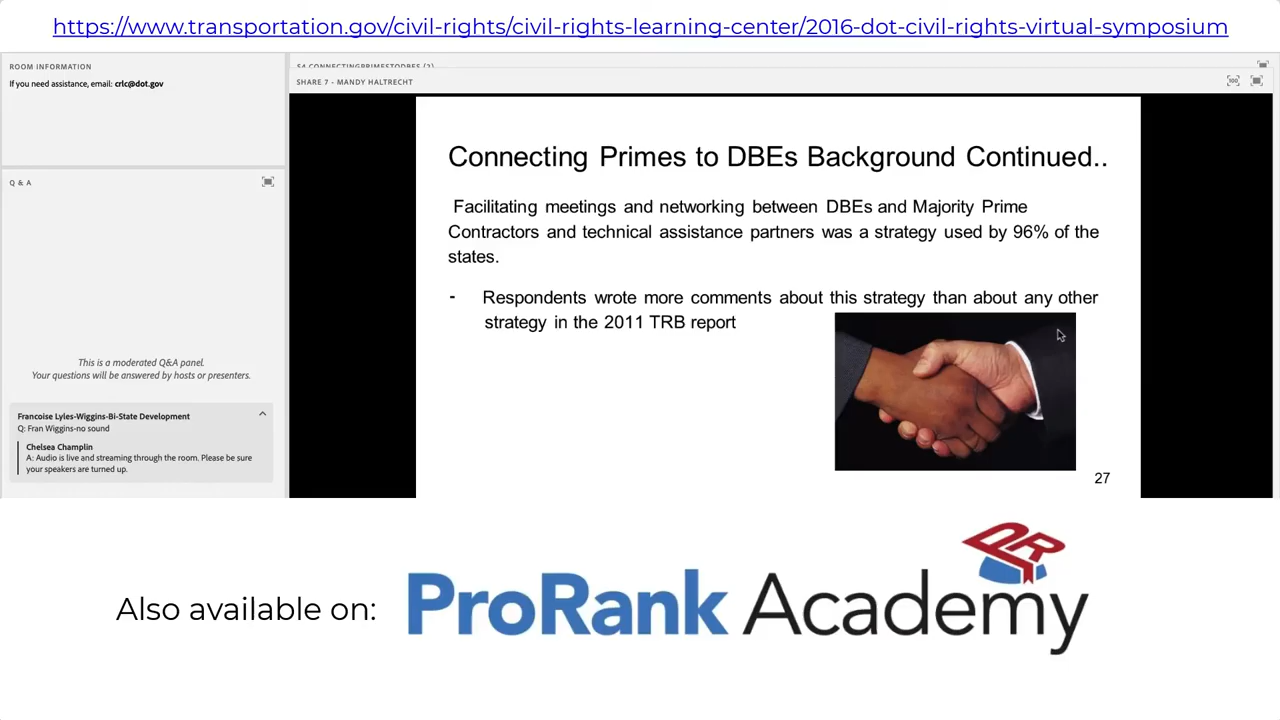 https://www.transportation.gov/civil-rights/civil-rights-learning-center/2016-dot-civil-rights-virtual-symposium
ROOM INFORMATION
If you need assistance, email: crlc@dot.gov
Q & A
This is a moderated Q&A panel.
Your questions will be answered by hosts or presenters.
Francoise Lyles-Wiggins-Bi-State Development
Q: Fran Wiggins-no sound
Chelsea Champlin
A: Audio is live and streaming through the room. Please be sure
your speakers are turned up.
S4_CONNECTINGPRIMESTODBES (2)
SHARE 7 - MANDY HALTRECHT
Connecting Primes to DBEs Background Continued..
Facilitating meetings and networking between DBEs and Majority Prime
Contractors and technical assistance partners was a strategy used by 96% of the
states.
- Respondents wrote more comments about this strategy than about any other
strategy in the 2011 TRB report
27
Also available on:
ProRank Academy
PR